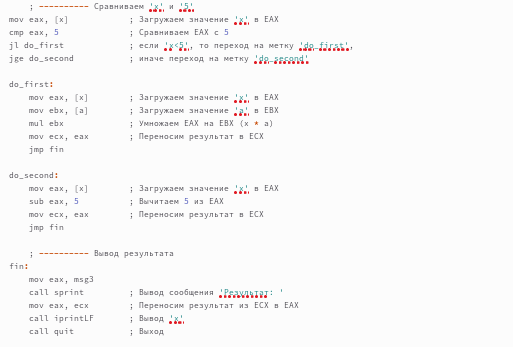 ; ---------- Сравниваем 'x' и '5'
mov eax, [x] ; Загружаем значение 'x' в EAX
cmp eax, 5 ; Сравниваем EAX с 5
jl do_first ; если 'x<5', то переход на метку 'do_first',
jge do_second ; иначе переход на метку 'do_second'
do_first:
mov eax, [x] ; Загружаем значение 'x' в EAX
mov ebx, [a] ; Загружаем значение 'a' в EBX
mul ebx ; Умножаем EAX на EBX (x * a)
mov ecx, eax ; Переносим результат в ECX
jmp fin
do_second:
mov eax, [x] ; Загружаем значение 'x' в EAX
sub eax, 5 ; Вычитаем 5 из EAX
mov ecx, eax ; Переносим результат в ECX
jmp fin
; ---------- Вывод результата
fin:
mov eax, msg3
call sprint ; Вывод сообщения 'Результат: '
mov eax, ecx ; Переносим результат из ECX в EAX
call iprintLF ; Вывод 'x'
call quit ; Выход